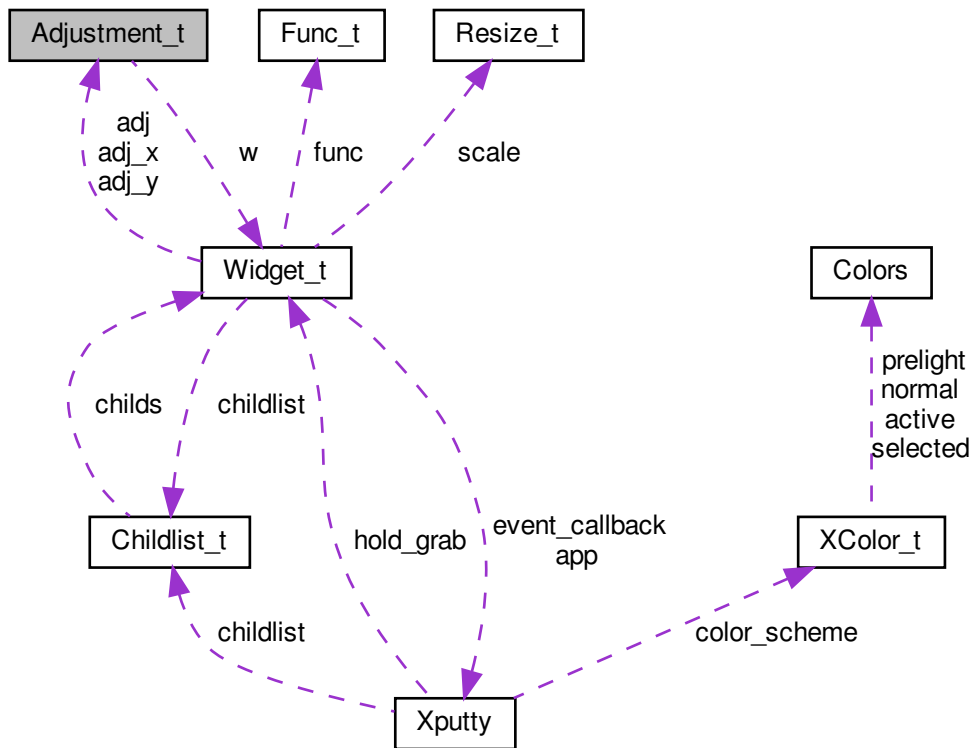 Adjustment_t
Func_t
Resize_t
adj
adj_x
adj_y
w
func
scale
Widget_t
Colors
childs
childlist
prelight
normal
active
selected
hold_grab
event_callback
app
Childlist_t
XColor_t
childlist
color_scheme
Xputty